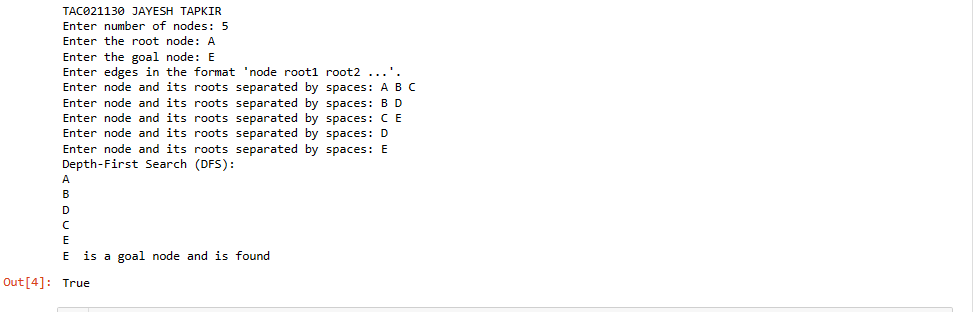 TAC021130 JAYESH TAPKIR
Enter number of nodes: 5
Enter the root node: A
Enter the goal node: E
Enter edges in the format 'node root1 root2 ...'.
Enter node and its roots separated by spaces: A B C
Enter node and its roots separated by spaces: B D
Enter node and its roots separated by spaces: C E
Enter node and its roots separated by spaces: D
Enter node and its roots separated by spaces: E
Depth-First Search (DFS):
A
B
D
C
E
E  is a goal node and is found
Out[4]: True